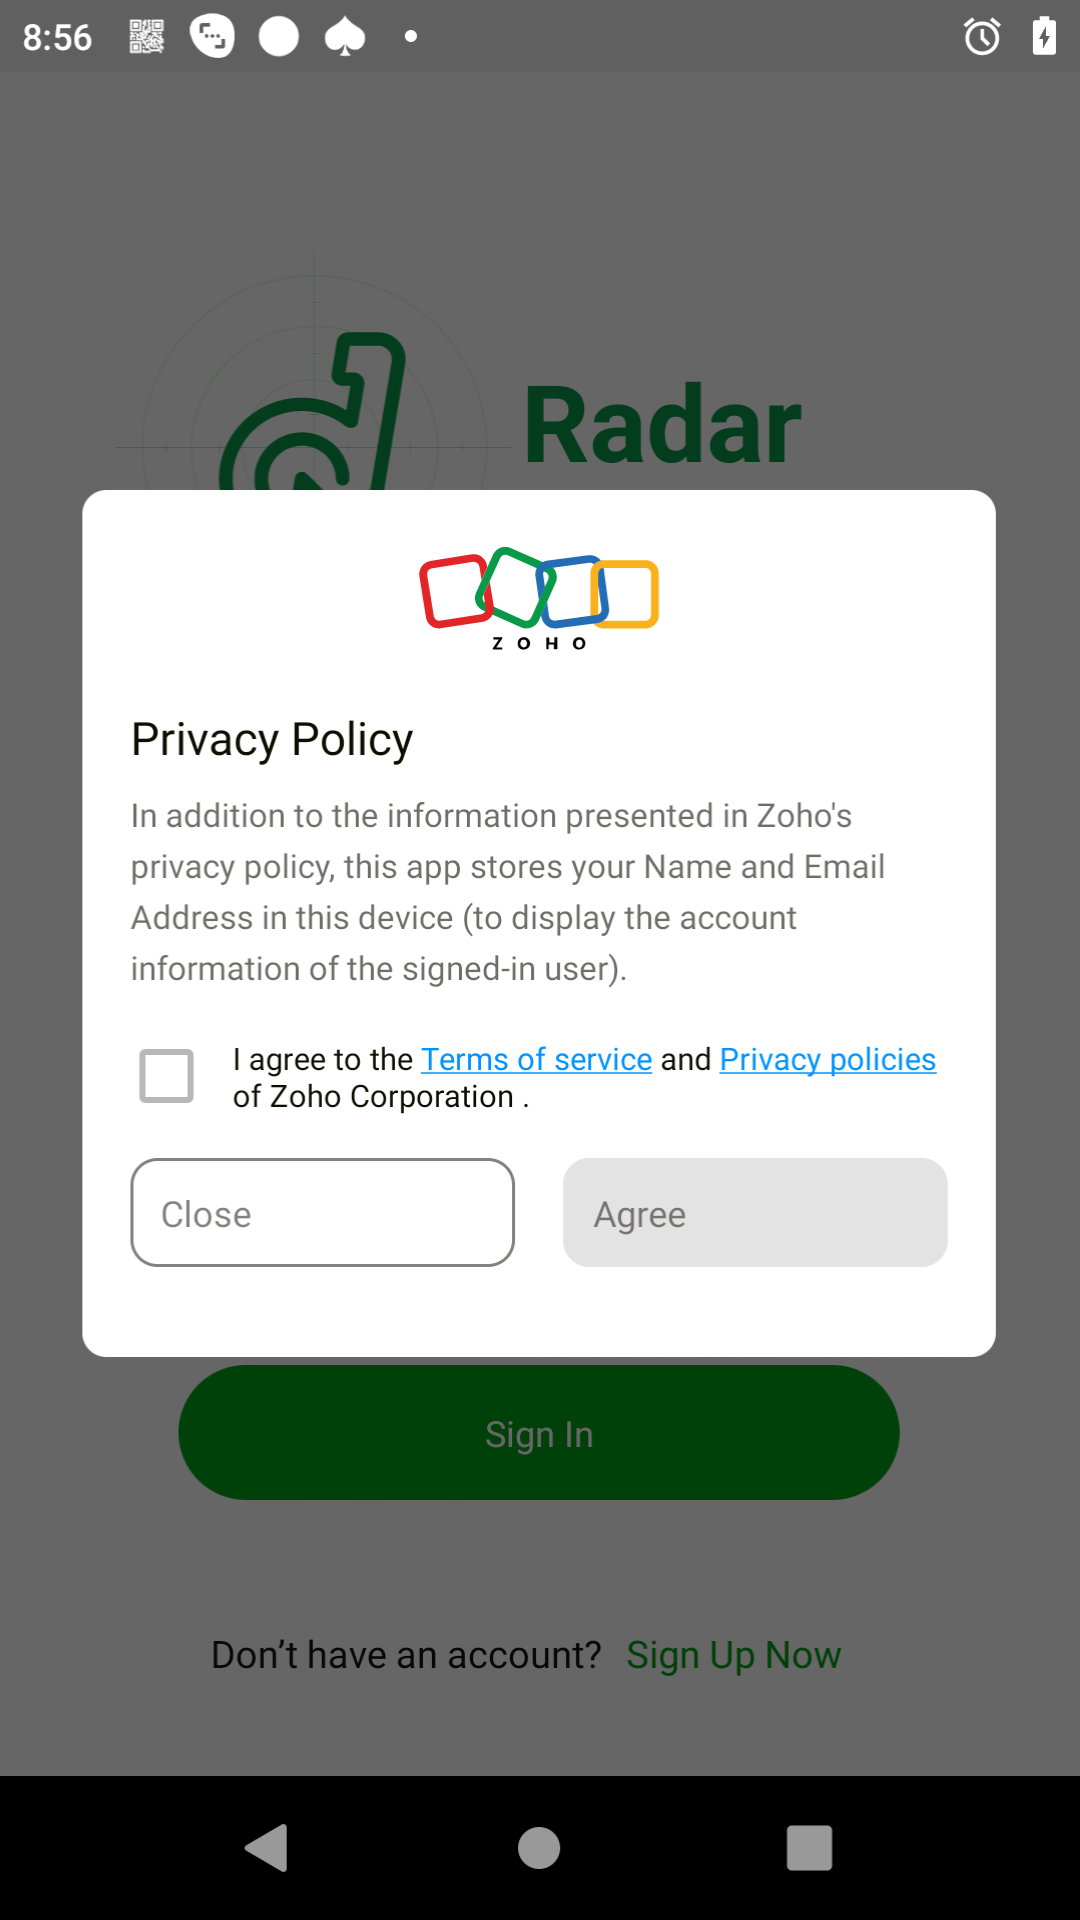 8:56
Radar
ZOHO
Privacy Policy
In addition to the information presented in Zoho's
privacy policy, this app stores your Name and Email
Address in this device (to display the account
information of the signed-in user).
I agree to the Terms of service and Privacy policies
of Zoho Corporation .
Close
Agree
Sign In
Don’t have an account? Sign Up Now